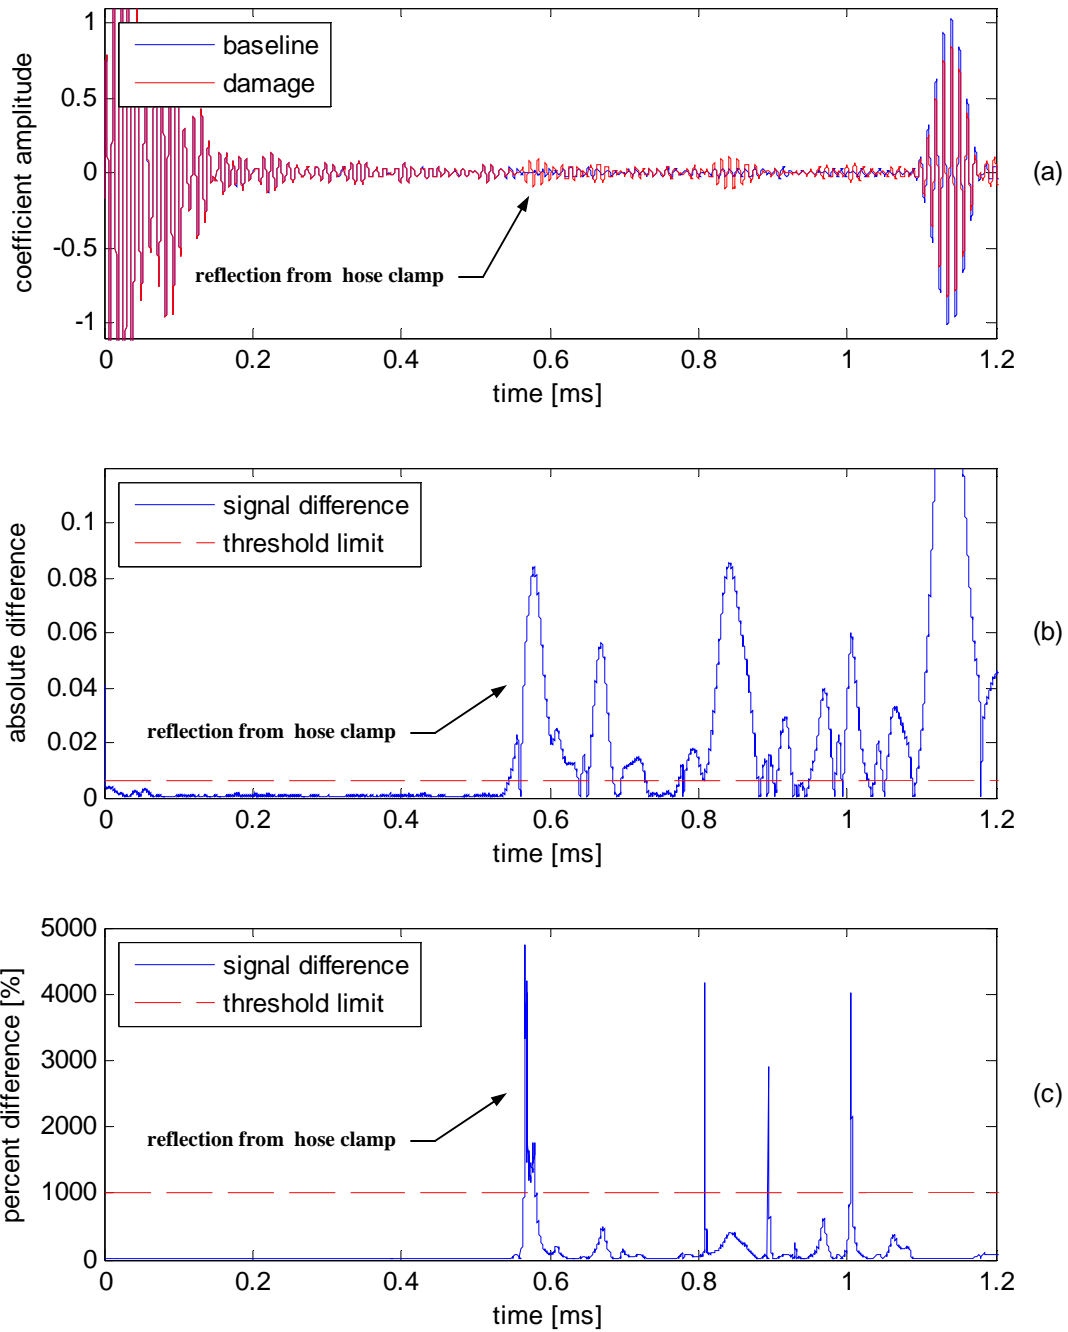 1
0.5
0
-0.5
-1
coefficient amplitude
baseline
damage
reflection from hose clamp
(a)
0 0.2 0.4 0.6 0.8 1 1.2
time [ms]
0.1
0.08
0.06
0.04
0.02
0
absolute difference
signal difference
threshold limit
reflection from hose clamp
(b)
0 0.2 0.4 0.6 0.8 1 1.2
time [ms]
5000
4000
3000
2000
1000
0
percent difference [%]
signal difference
threshold limit
reflection from hose clamp
(c)
0 0.2 0.4 0.6 0.8 1 1.2
time [ms]